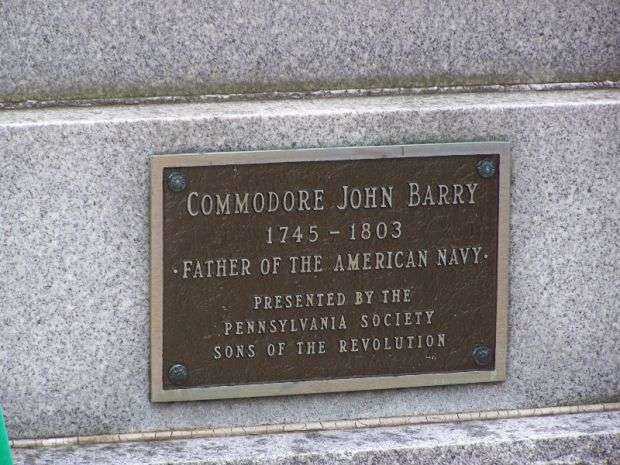 COMMODORE JOHN BARRY
1745 - 1803
·FATHER OF THE AMERICAN NAVY·
PRESENTED BY THE
PENNSYLVANIA SOCIETY
SONS OF THE REVOLUTION